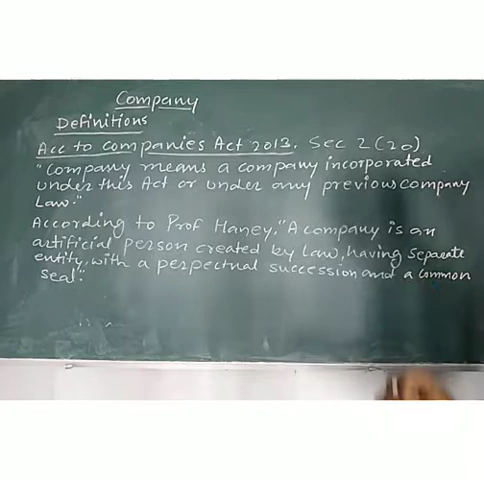 Company
Definitions
Acc to companies Act 2013, Sec 2(20)
"Company means a company incorporated
under this Act or under any previous company
Law."
According to Prof Haney, "A company is an
artificial person created by Law, having separate
entity, with a perpectual succession and a common
seal".